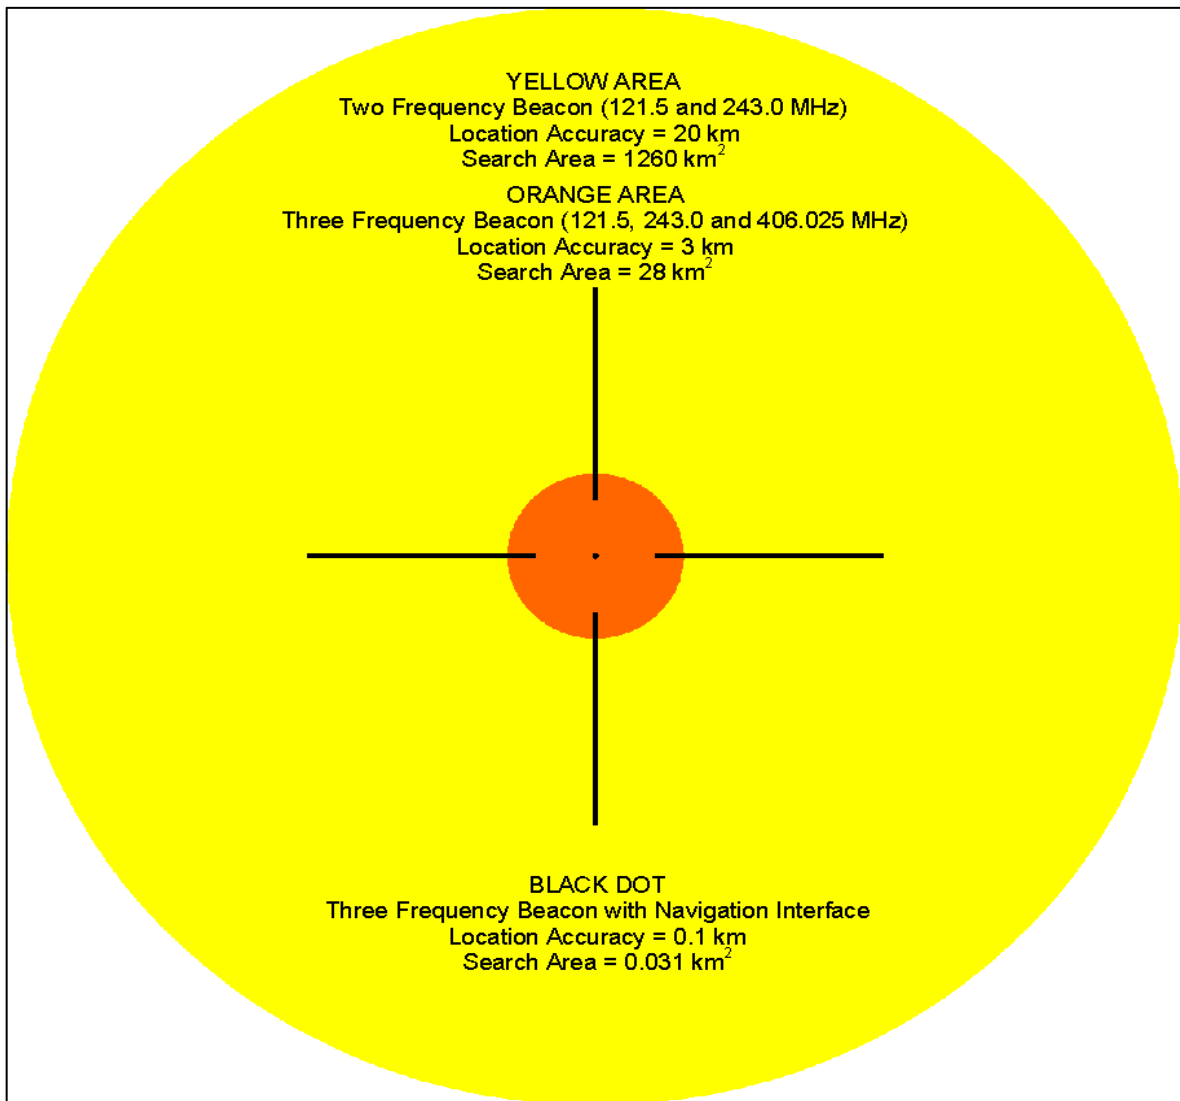 YELLOW AREA
Two Frequency Beacon (121.5 and 243.0 MHz)
Location Accuracy = 20 km
Search Area = 1260 km²
ORANGE AREA
Three Frequency Beacon (121.5, 243.0 and 406.025 MHz)
Location Accuracy = 3 km
Search Area = 28 km²
BLACK DOT
Three Frequency Beacon with Navigation Interface
Location Accuracy = 0.1 km
Search Area = 0.031 km²